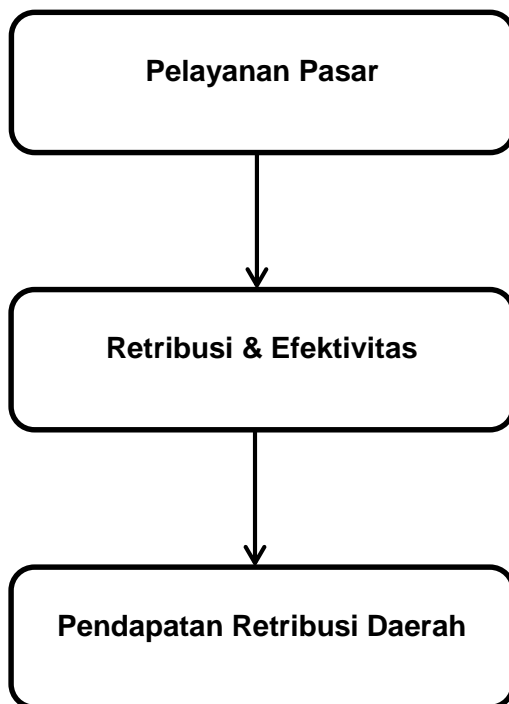 Pelayanan Pasar
Retribusi & Efektivitas
Pendapatan Retribusi Daerah